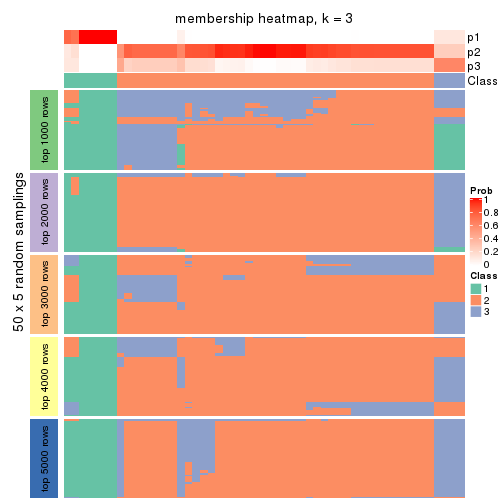 membership heatmap, k = 3
p1
p2
p3
Class
50 x 5 random samplings
top 1000 rows
top 2000 rows
top 3000 rows
top 4000 rows
top 5000 rows
Prob
1
0.8
0.6
0.4
0.2
0
Class
1
2
3